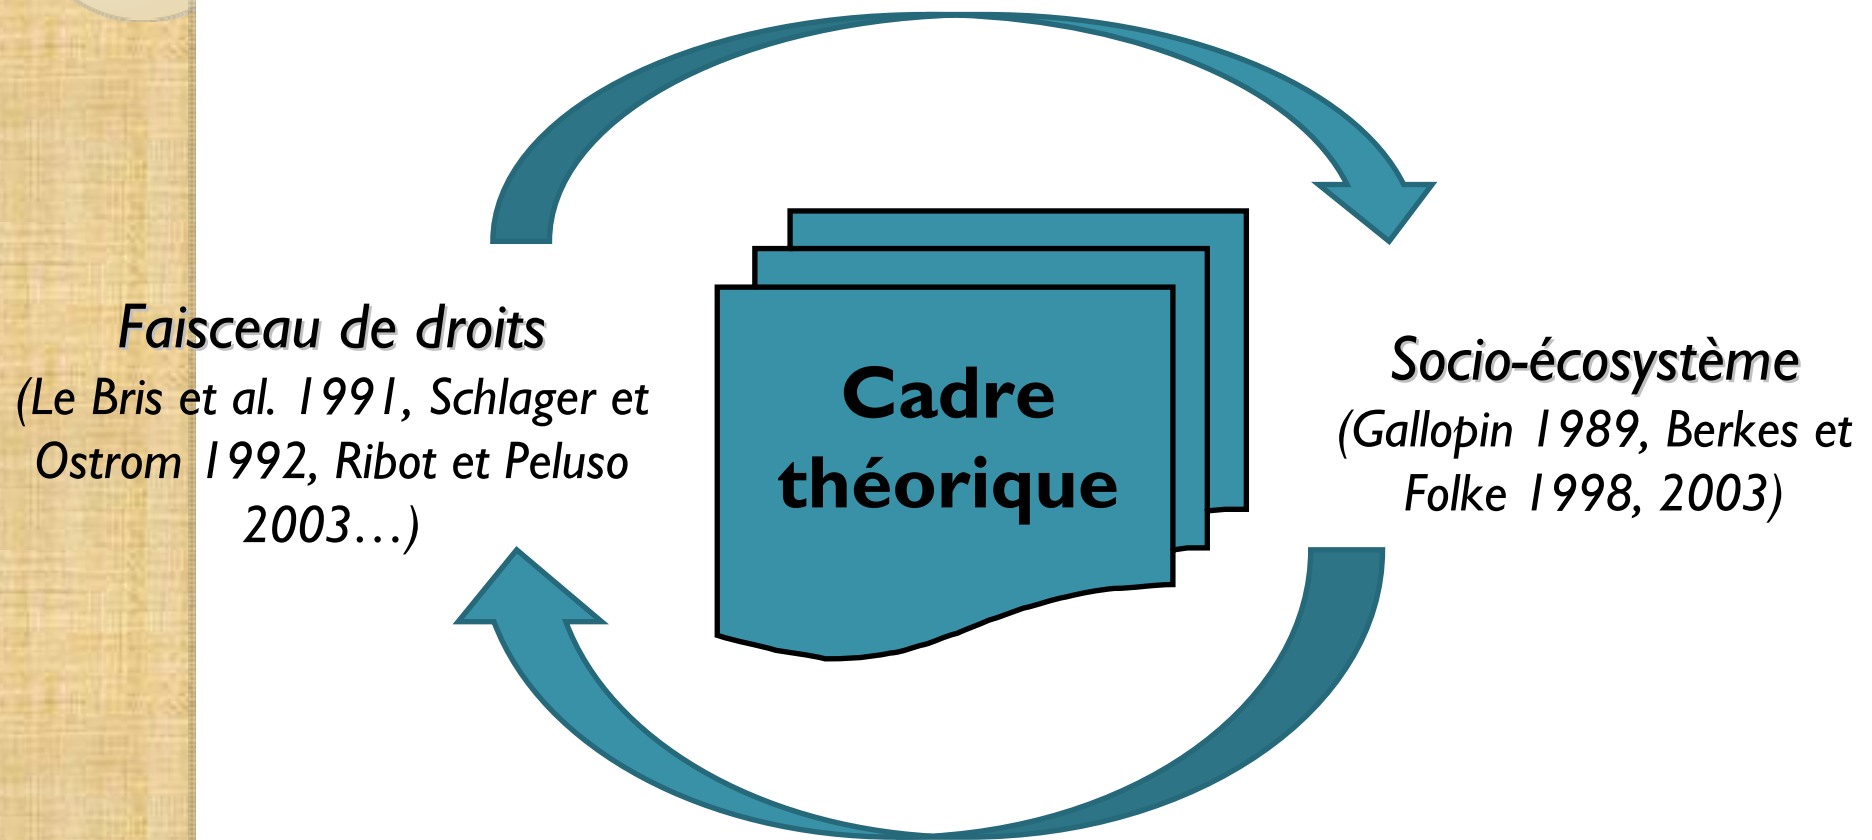 Faisceau de droits
(Le Bris et al. 1991, Schlager et
Ostrom 1992, Ribot et Peluso
2003…)
Cadre
théorique
Socio-écosystème
(Gallopin 1989, Berkes et
Folke 1998, 2003)